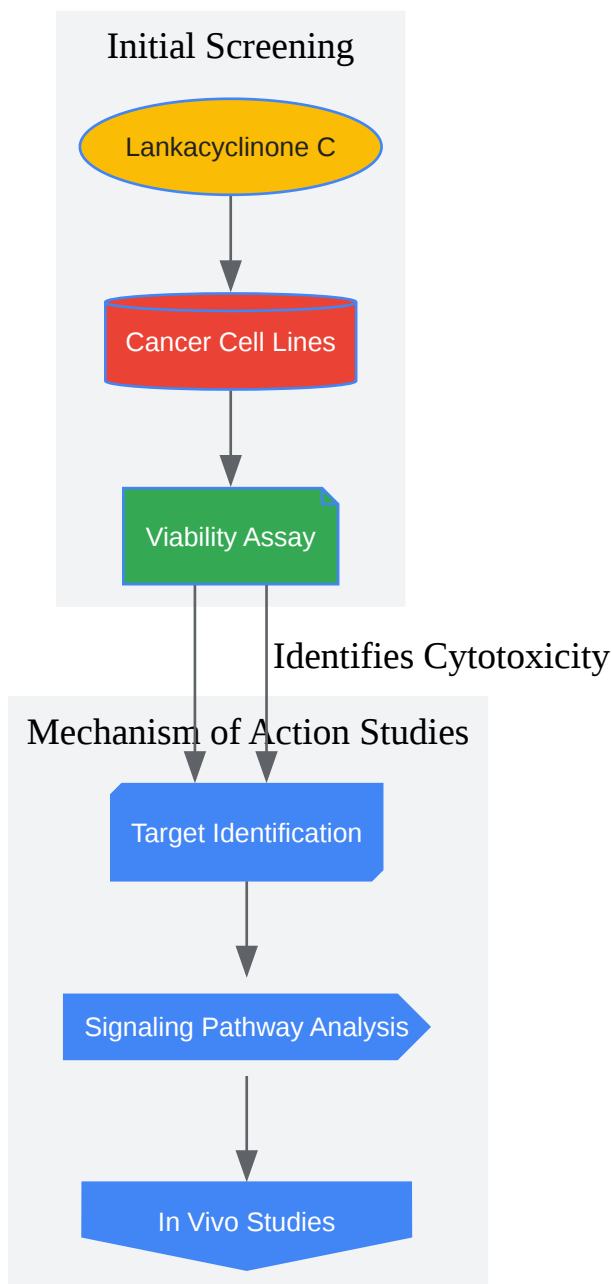 Initial Screening
Lankacyclinone C
Cancer Cell Lines
Viability Assay
Identifies Cytotoxicity
Mechanism of Action Studies
Target Identification
Signaling Pathway Analysis
In Vivo Studies